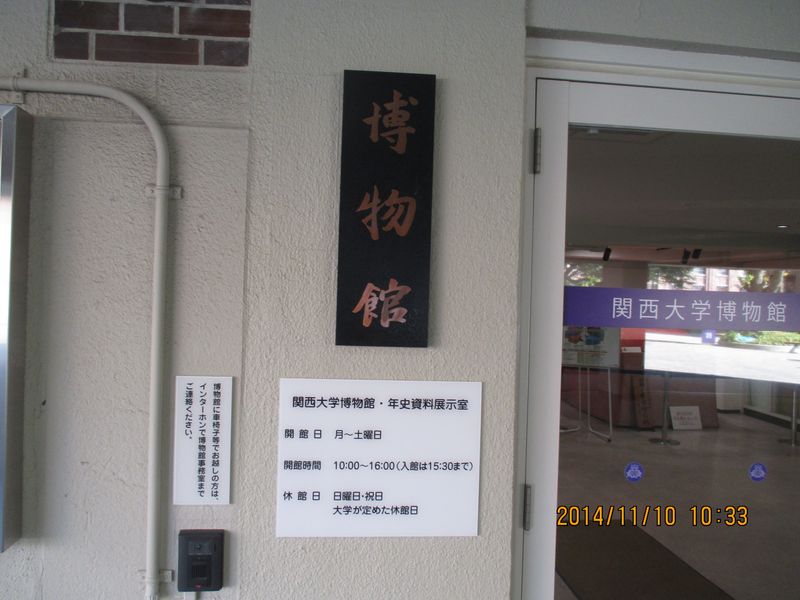 博物館
関西大学博物館
関西大学博物館・年史資料展示室
開館日 月～土曜日
開館時間 10:00～16:00(入館は15:30まで)
休館日 日曜日・祝日
大学が定めた休館日
博物館に車椅子等でお越しの方は、
インターホンで博物館事務室まで
ご連絡ください。
2014/11/10 10:33